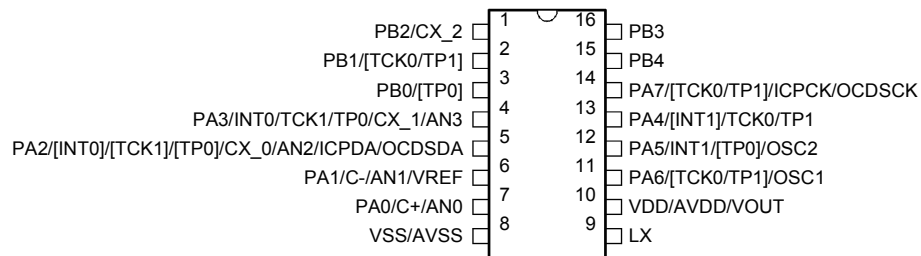 PB2/CX_2 1 16 PB3
PB1/[TCK0/TP1] 2 15 PB4
PB0/[TP0] 3 14 PA7/[TCK0/TP1]/ICPCK/OCDSCK
PA3/INT0/TCK1/TP0/CX_1/AN3 4 13 PA4/[INT1]/TCK0/TP1
PA2/[INT0]/[TCK1]/[TP0]/CX_0/AN2/ICPDA/OCDSDA 5 12 PA5/INT1/[TP0]/OSC2
PA1/C-/AN1/VREF 6 11 PA6/[TCK0/TP1]/OSC1
PA0/C+/AN0 7 10 VDD/AVDD/VOUT
VSS/AVSS 8 9 LX